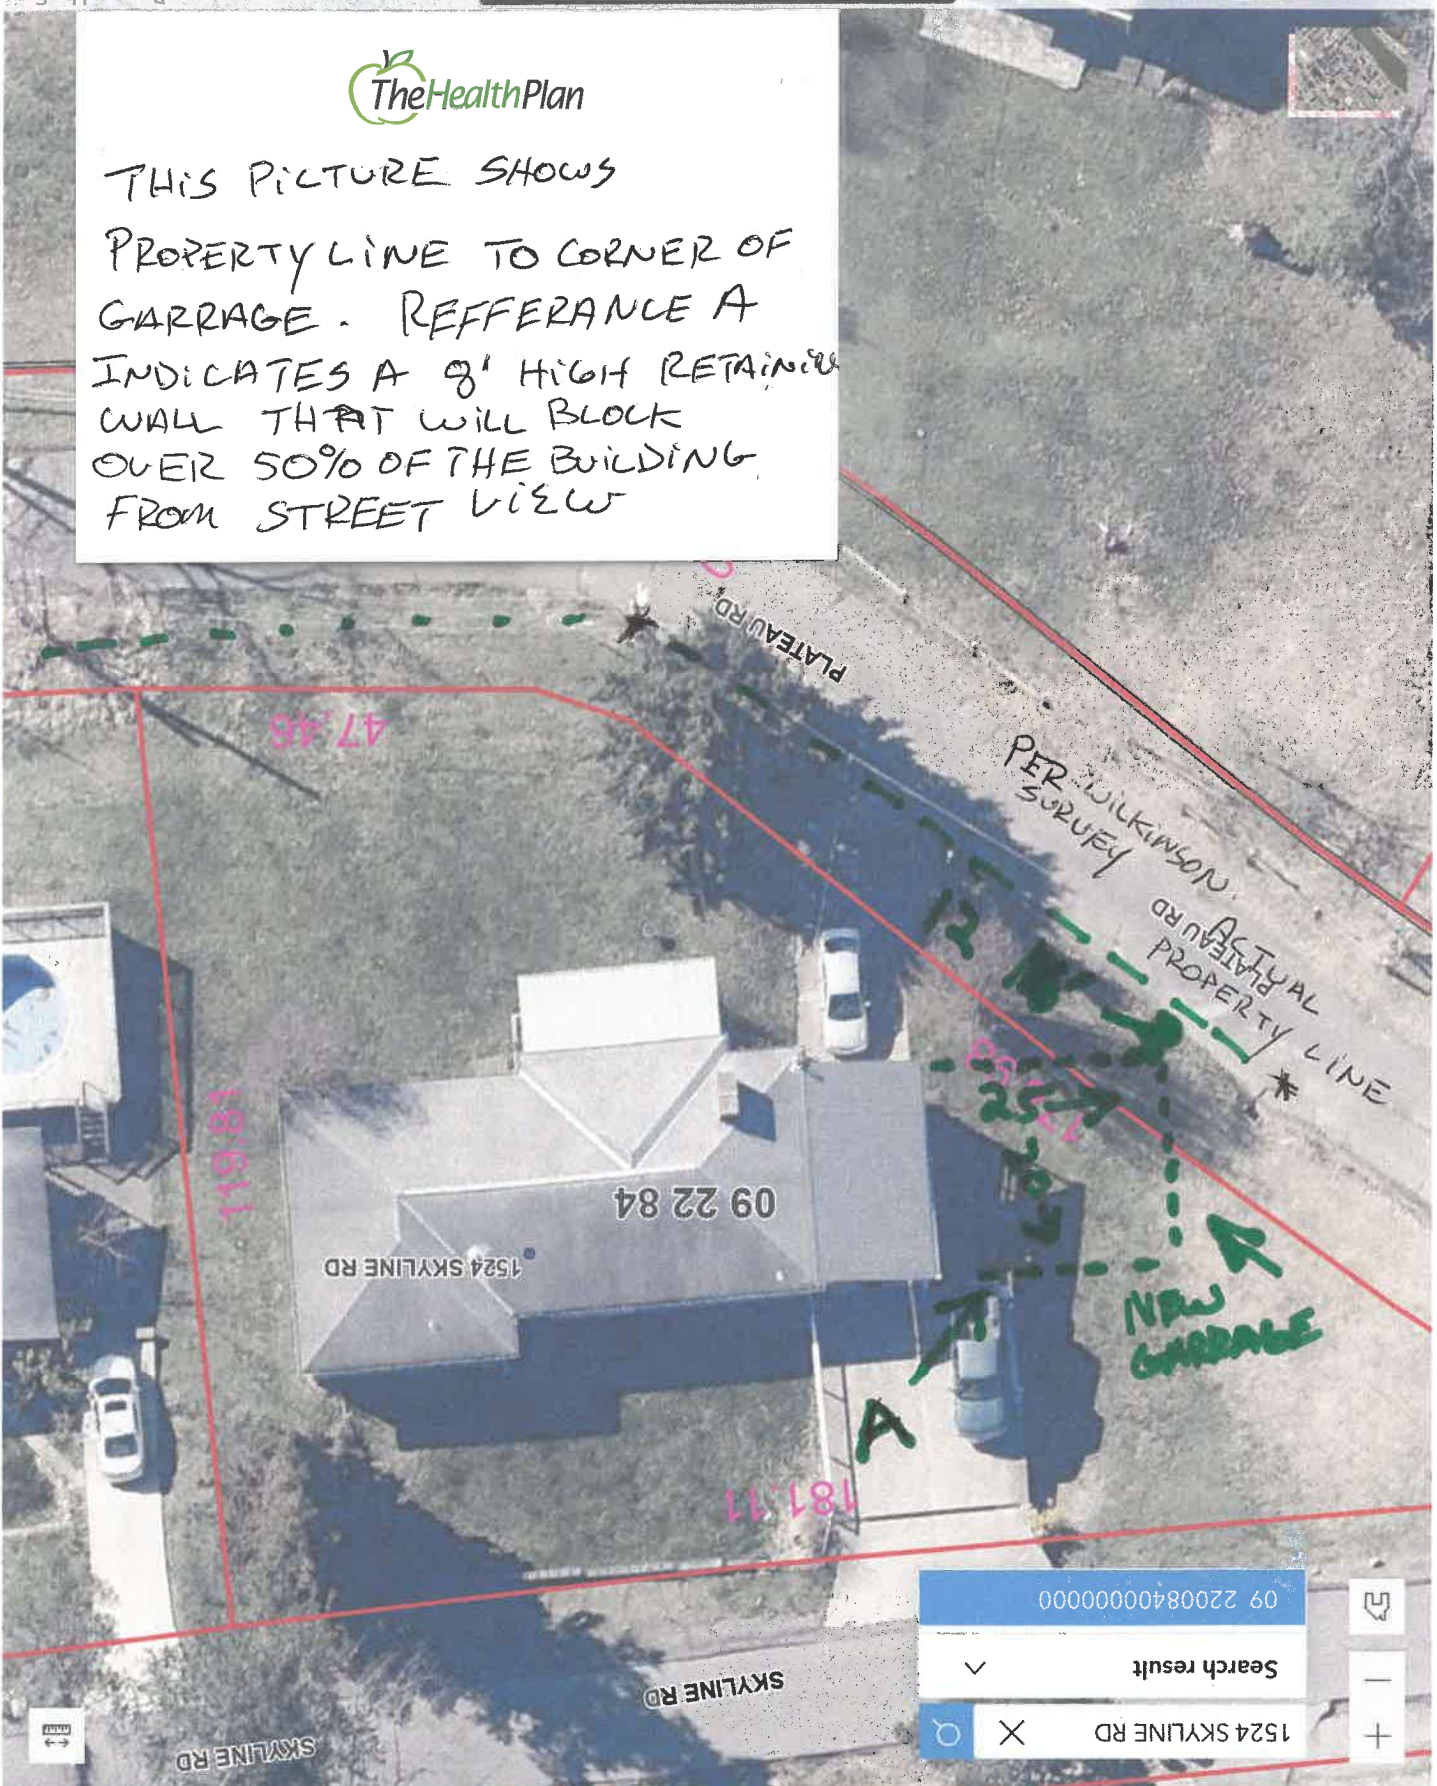 TheHealthPlan
THIS PICTURE SHOWS
PROPERTY LINE TO CORNER OF
GARRAGE. REFFERANCE A
INDICATES A 8' HIGH RETAINING
WALL THAT WILL BLOCK
OVER 50% OF THE BUILDING
FROM STREET VIEW
PLATEAU RD
47.46
PER WILKINSON
SURVEY
ACTUAL
PROPERTY LINE
PLATEAU RD
12
25
119.81
09 22 84
1524 SKYLINE RD
NEW
GARRAGE
A
181.11
09 22008400000000
Search result
SKYLINE RD
1524 SKYLINE RD
SKYLINE RD